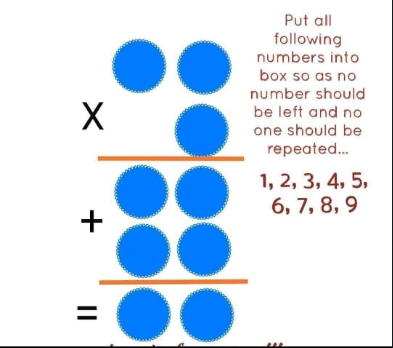 Put all
following
numbers into
box so as no
number should
be left and no
one should be
repeated...
1, 2, 3, 4, 5,
6, 7, 8, 9
X
+
=